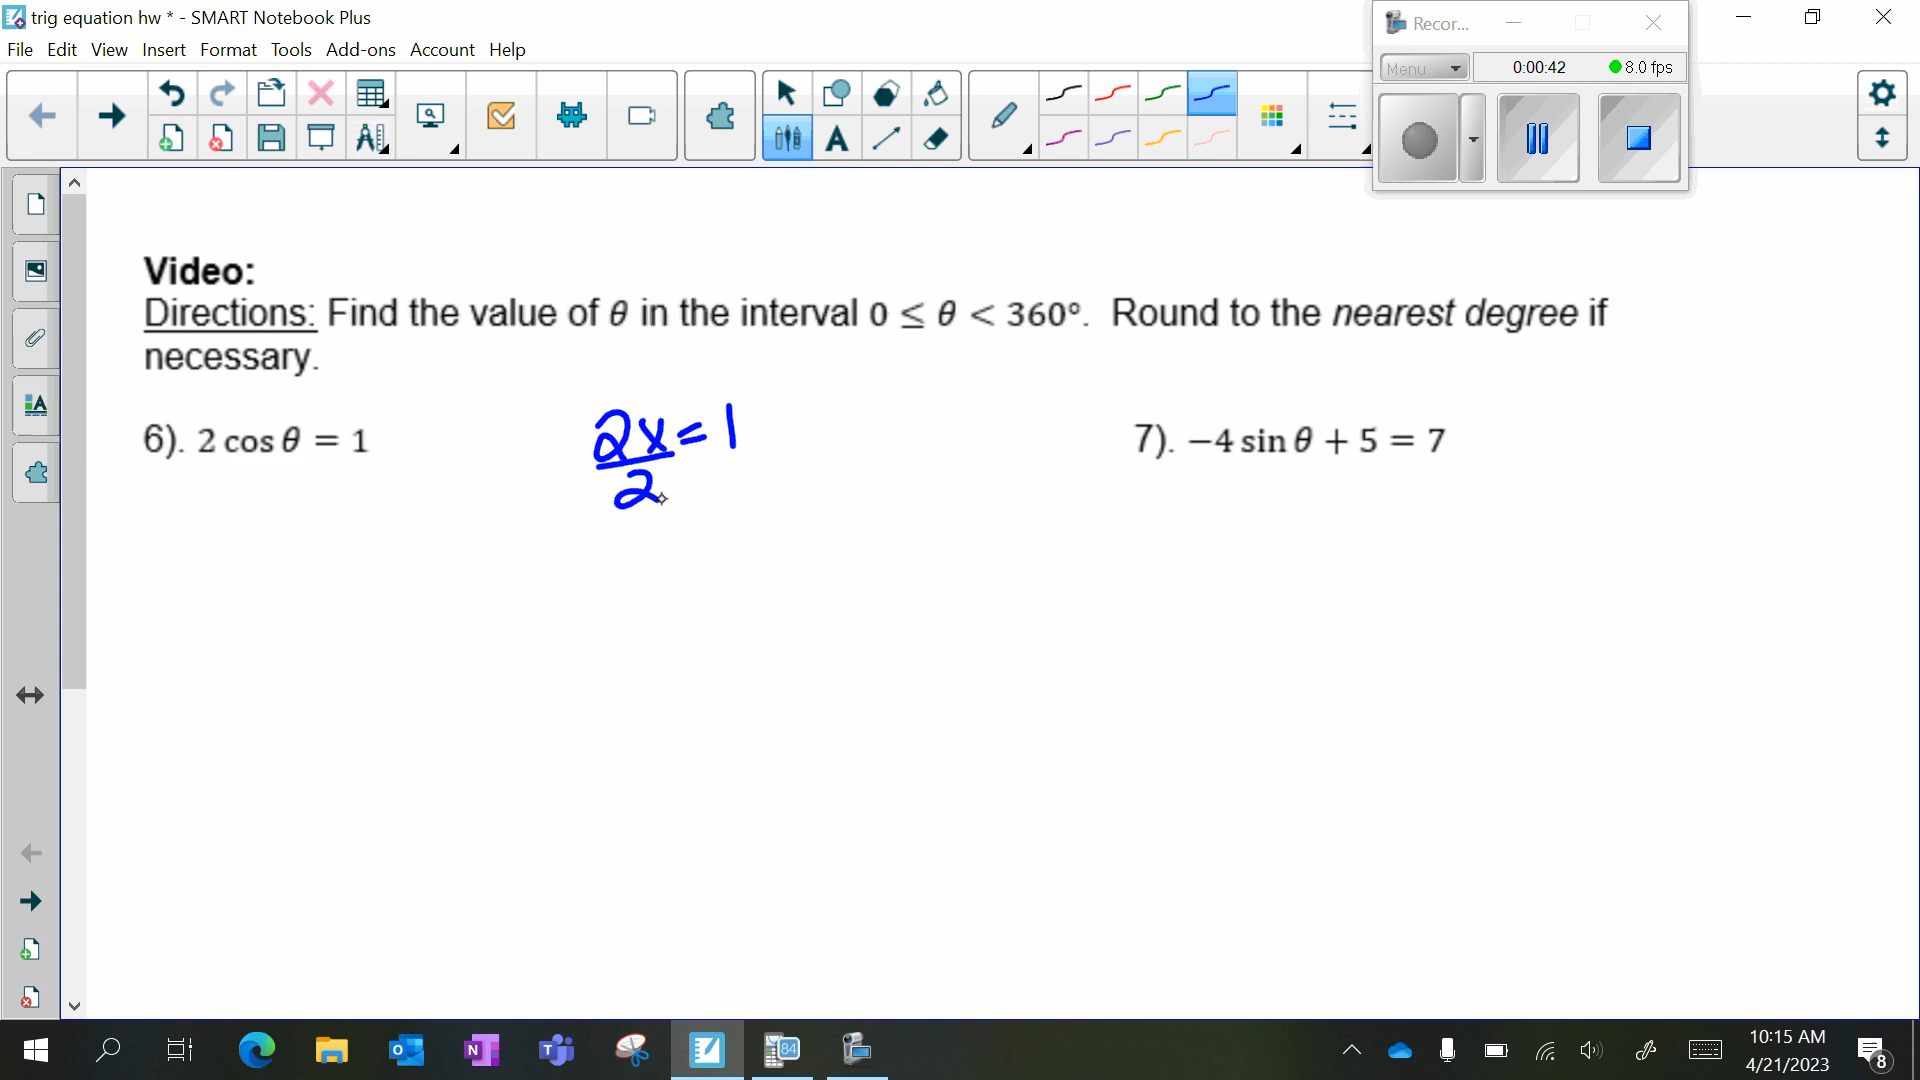 trig equation hw * - SMART Notebook Plus
File Edit View Insert Format Tools Add-ons Account Help
Recor...
Menu
0:00:42
8.0 fps
Video:
Directions: Find the value of θ in the interval 0 ≤ θ < 360°. Round to the nearest degree if
necessary.
6). 2 cos θ = 1
2x = 1
2
7). −4 sin θ + 5 = 7
84
10:15 AM
4/21/2023
8